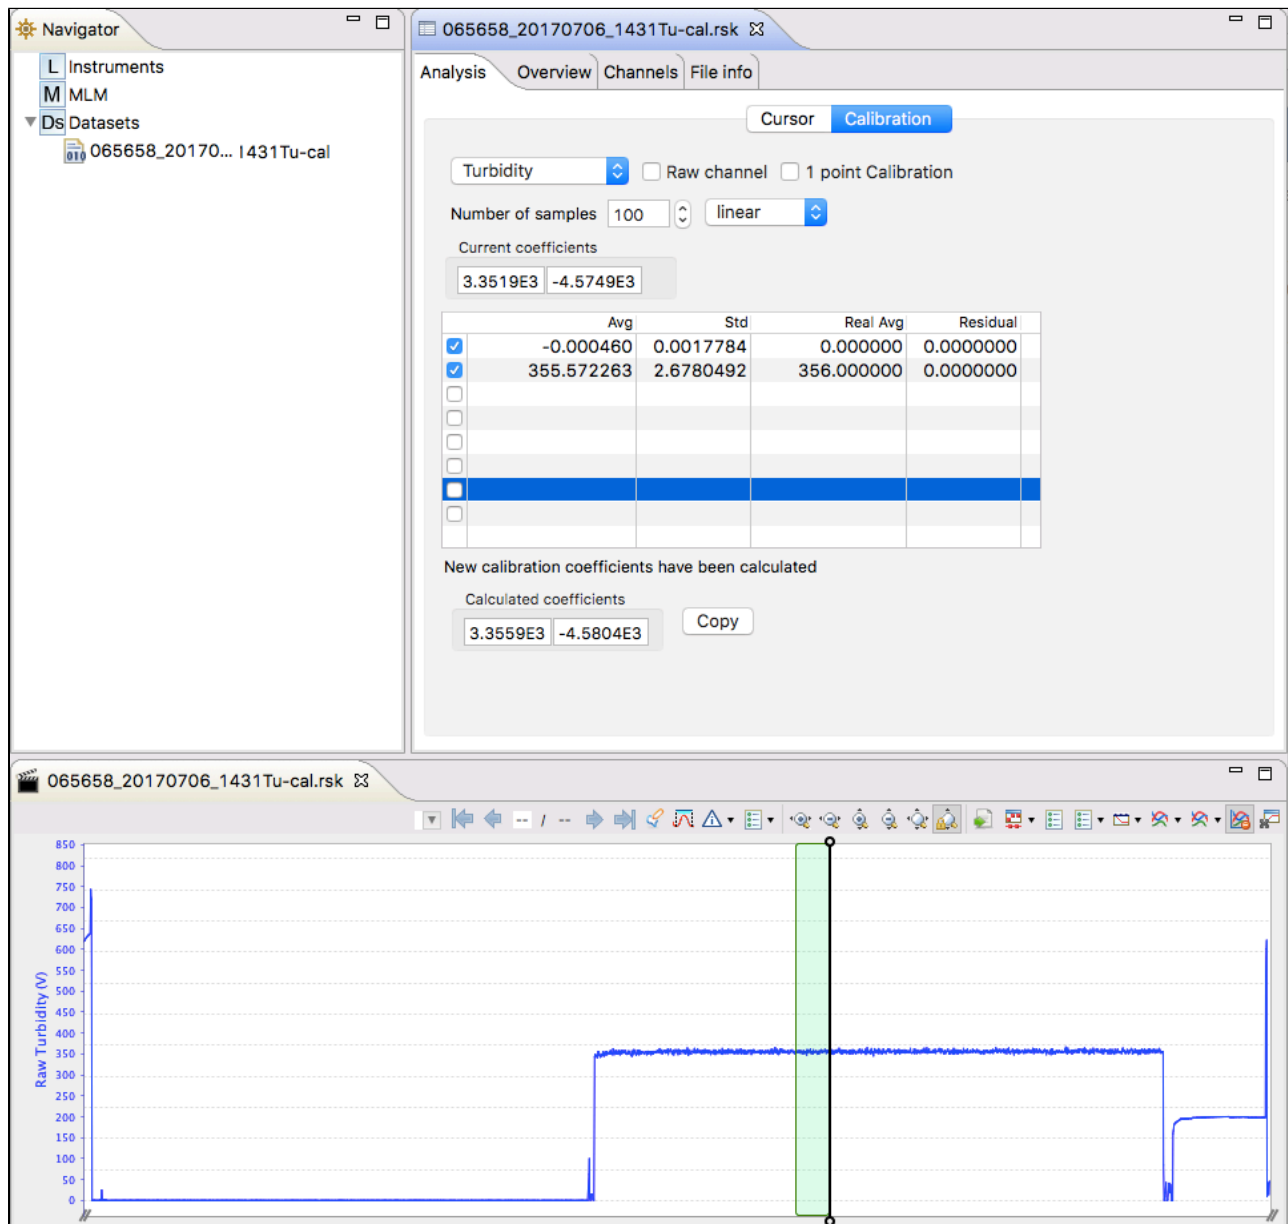 Navigator
L Instruments
M MLM
Ds Datasets
065658_20170... 1431Tu-cal
065658_20170706_1431Tu-cal.rsk
Analysis Overview Channels File info
Cursor Calibration
Turbidity Raw channel 1 point Calibration
Number of samples 100 linear
Current coefficients
3.3519E3 -4.5749E3
Avg Std Real Avg Residual
-0.000460 0.0017784 0.000000 0.0000000
355.572263 2.6780492 356.000000 0.0000000
New calibration coefficients have been calculated
Calculated coefficients
3.3559E3 -4.5804E3 Copy
065658_20170706_1431Tu-cal.rsk
-- / --
Raw Turbidity (V)
850
800
750
700
650
600
550
500
450
400
350
300
250
200
150
100
50
0